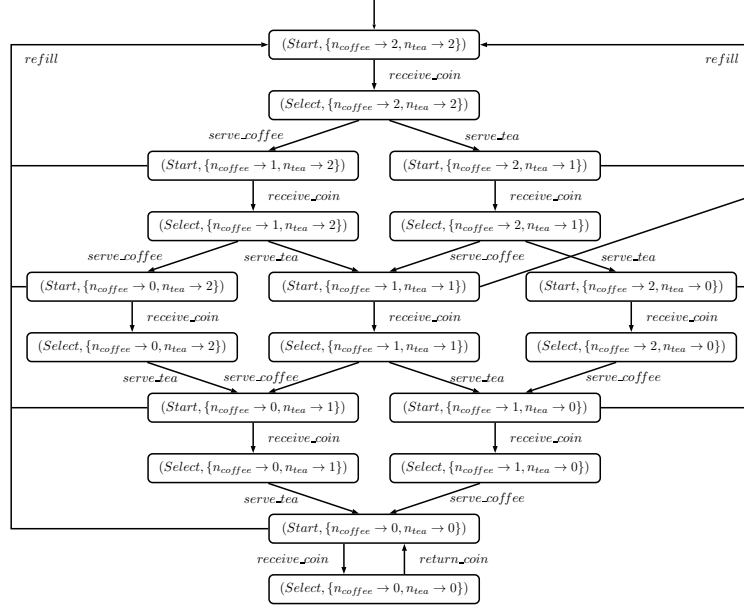 (Start, {n_coffee → 2, n_tea → 2})
refill
refill
receive_coin
(Select, {n_coffee → 2, n_tea → 2})
serve_coffee
serve_tea
(Start, {n_coffee → 1, n_tea → 2})
(Start, {n_coffee → 2, n_tea → 1})
receive_coin
receive_coin
(Select, {n_coffee → 1, n_tea → 2})
(Select, {n_coffee → 2, n_tea → 1})
serve_coffee
serve_tea
serve_coffee
serve_tea
(Start, {n_coffee → 0, n_tea → 2})
(Start, {n_coffee → 1, n_tea → 1})
(Start, {n_coffee → 2, n_tea → 0})
receive_coin
receive_coin
receive_coin
(Select, {n_coffee → 0, n_tea → 2})
(Select, {n_coffee → 1, n_tea → 1})
(Select, {n_coffee → 2, n_tea → 0})
serve_tea
serve_coffee
serve_tea
serve_coffee
(Start, {n_coffee → 0, n_tea → 1})
(Start, {n_coffee → 1, n_tea → 0})
receive_coin
receive_coin
(Select, {n_coffee → 0, n_tea → 1})
(Select, {n_coffee → 1, n_tea → 0})
serve_tea
serve_coffee
(Start, {n_coffee → 0, n_tea → 0})
receive_coin
return_coin
(Select, {n_coffee → 0, n_tea → 0})